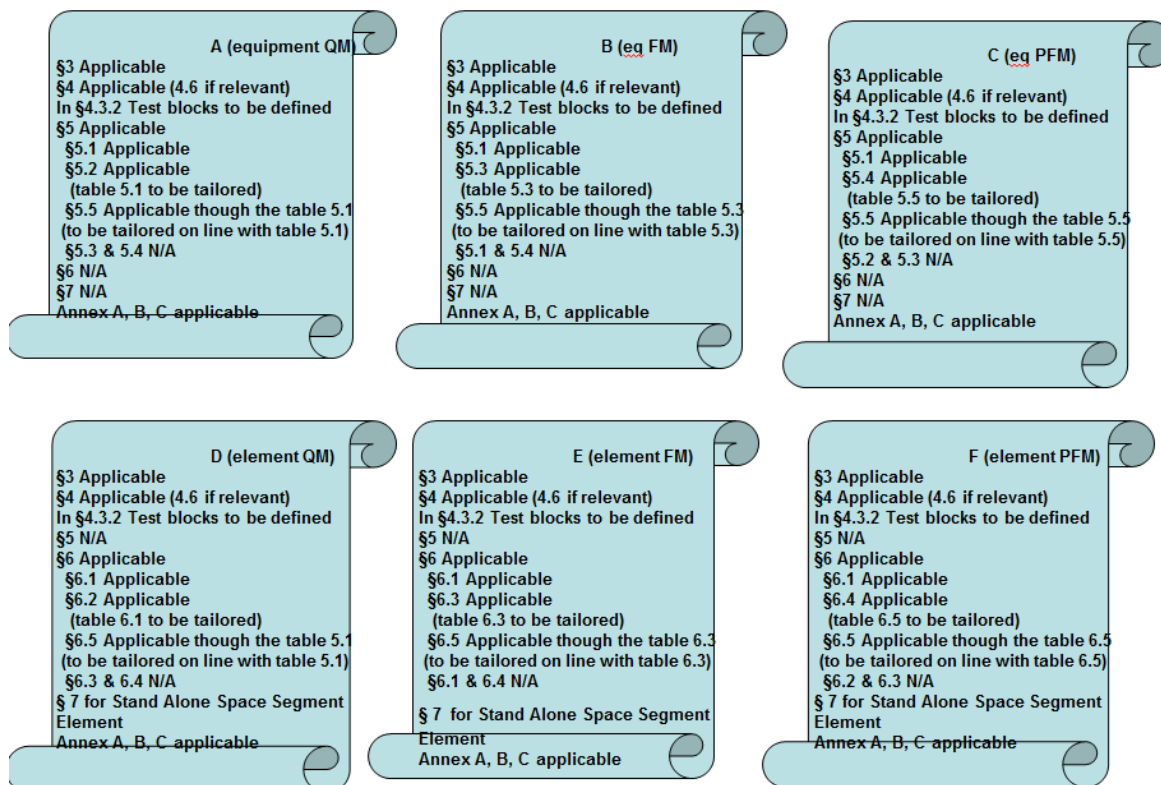 A (equipment QM)
§3 Applicable
§4 Applicable (4.6 if relevant)
In §4.3.2 Test blocks to be defined
§5 Applicable
§5.1 Applicable
§5.2 Applicable
(table 5.1 to be tailored)
§5.5 Applicable though the table 5.1
(to be tailored on line with table 5.1)
§5.3 & 5.4 N/A
§6 N/A
§7 N/A
Annex A, B, C applicable
B (eq FM)
§3 Applicable
§4 Applicable (4.6 if relevant)
In §4.3.2 Test blocks to be defined
§5 Applicable
§5.1 Applicable
§5.3 Applicable
(table 5.3 to be tailored)
§5.5 Applicable though the table 5.3
(to be tailored on line with table 5.3)
§5.1 & 5.4 N/A
§6 N/A
§7 N/A
Annex A, B, C applicable
C (eq PFM)
§3 Applicable
§4 Applicable (4.6 if relevant)
In §4.3.2 Test blocks to be defined
§5 Applicable
§5.1 Applicable
§5.4 Applicable
(table 5.5 to be tailored)
§5.5 Applicable though the table 5.5
(to be tailored on line with table 5.5)
§5.2 & 5.3 N/A
§6 N/A
§7 N/A
Annex A, B, C applicable
D (element QM)
§3 Applicable
§4 Applicable (4.6 if relevant)
In §4.3.2 Test blocks to be defined
§5 N/A
§6 Applicable
§6.1 Applicable
§6.2 Applicable
(table 6.1 to be tailored)
§6.5 Applicable though the table 5.1
(to be tailored on line with table 5.1)
§6.3 & 6.4 N/A
§ 7 for Stand Alone Space Segment
Element
Annex A, B, C applicable
E (element FM)
§3 Applicable
§4 Applicable (4.6 if relevant)
In §4.3.2 Test blocks to be defined
§5 N/A
§6 Applicable
§6.1 Applicable
§6.3 Applicable
(table 6.3 to be tailored)
§6.5 Applicable though the table 6.3
(to be tailored on line with table 6.3)
§6.1 & 6.4 N/A
§ 7 for Stand Alone Space Segment
Element
Annex A, B, C applicable
F (element PFM)
§3 Applicable
§4 Applicable (4.6 if relevant)
In §4.3.2 Test blocks to be defined
§5 N/A
§6 Applicable
§6.1 Applicable
§6.4 Applicable
(table 6.5 to be tailored)
§6.5 Applicable though the table 6.5
(to be tailored on line with table 6.5)
§6.2 & 6.3 N/A
§ 7 for Stand Alone Space Segment
Element
Annex A, B, C applicable